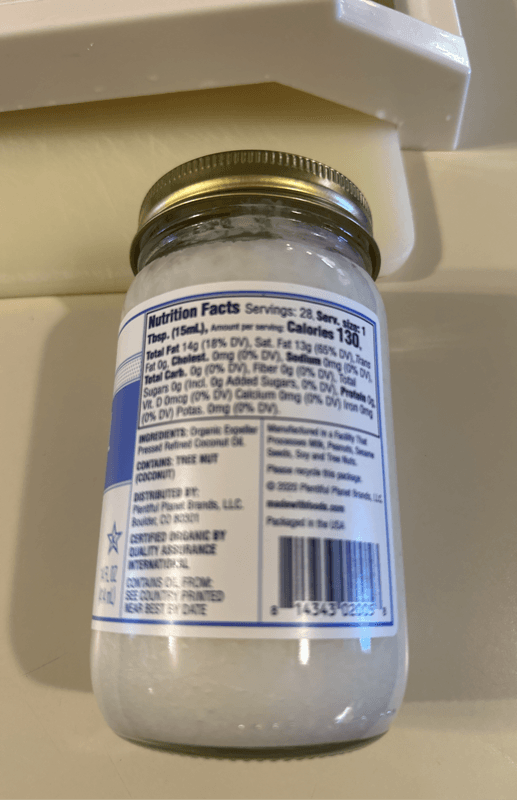 Nutrition Facts Servings: 28, Serv. size: 1
Tbsp. (15mL), Amount per serving: Calories 130,
Total Fat 14g (18% DV), Sat. Fat 13g (65% DV), Trans
Fat 0g, Cholest. 0mg (0% DV), Sodium 0mg (0% DV),
Total Carb. 0g (0% DV), Fiber 0g (0% DV), Total
Sugars 0g (Incl. 0g Added Sugars, 0% DV), Protein 0g,
Vit. D 0mcg (0% DV) Calcium 0mg (0% DV) Iron 0mg
(0% DV) Potas. 0mg (0% DV).
INGREDIENTS: Organic Expeller
Pressed Refined Coconut Oil.
CONTAINS: TREE NUT
(COCONUT)
DISTRIBUTED BY:
Plentiful Planet Brands, LLC.
Boulder, CO 80301
CERTIFIED ORGANIC BY
QUALITY ASSURANCE
INTERNATIONAL
CONTAINS OIL FROM:
SEE COUNTRY PRINTED
NEAR BEST BY DATE
Manufactured in a Facility That
Processes Milk, Peanuts, Sesame
Seeds, Soy and Tree Nuts.
Please recycle this package.
© 2025 Plentiful Planet Brands, LLC
Packaged in the USA
8 14343 02005 8
FL OZ
mL)